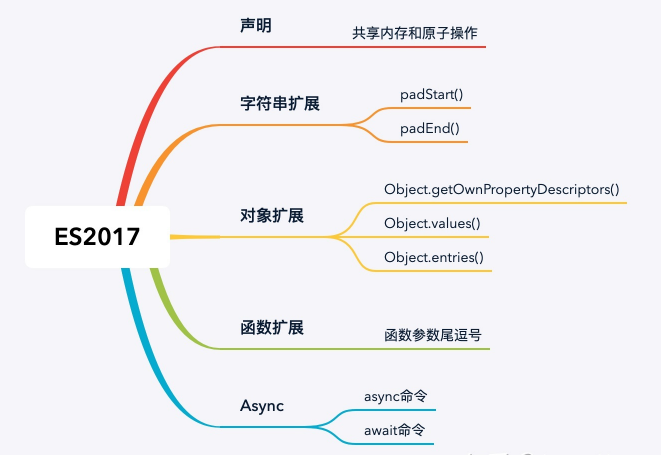 声明
共享内存和原子操作
字符串扩展
padStart()
padEnd()
ES2017
对象扩展
Object.getOwnPropertyDescriptors()
Object.values()
Object.entries()
函数扩展
函数参数尾逗号
Async
async命令
await命令